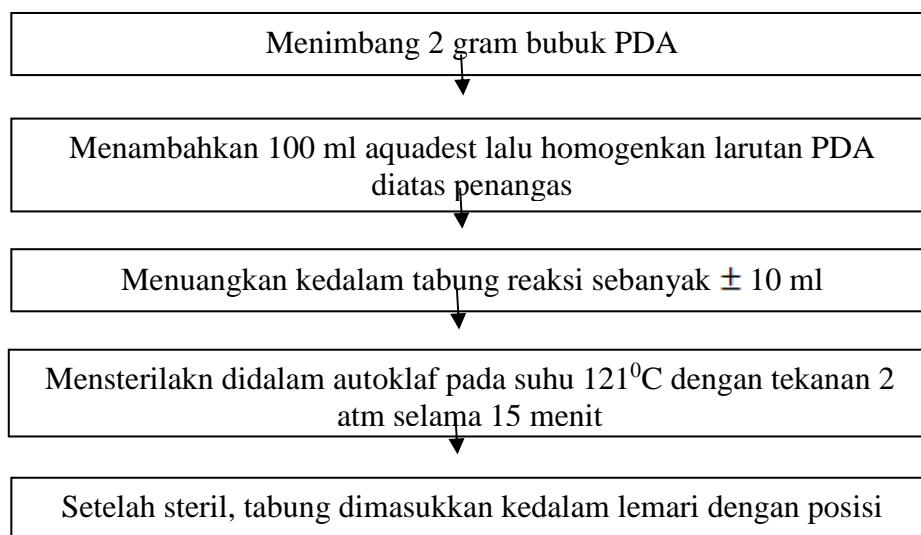 Menimbang 2 gram bubuk PDA
Menambahkan 100 ml aquadest lalu homogenkan larutan PDA
diatas penangas
Menuangkan kedalam tabung reaksi sebanyak ± 10 ml
Mensterilakn didalam autoklaf pada suhu 121⁰C dengan tekanan 2
atm selama 15 menit
Setelah steril, tabung dimasukkan kedalam lemari dengan posisi